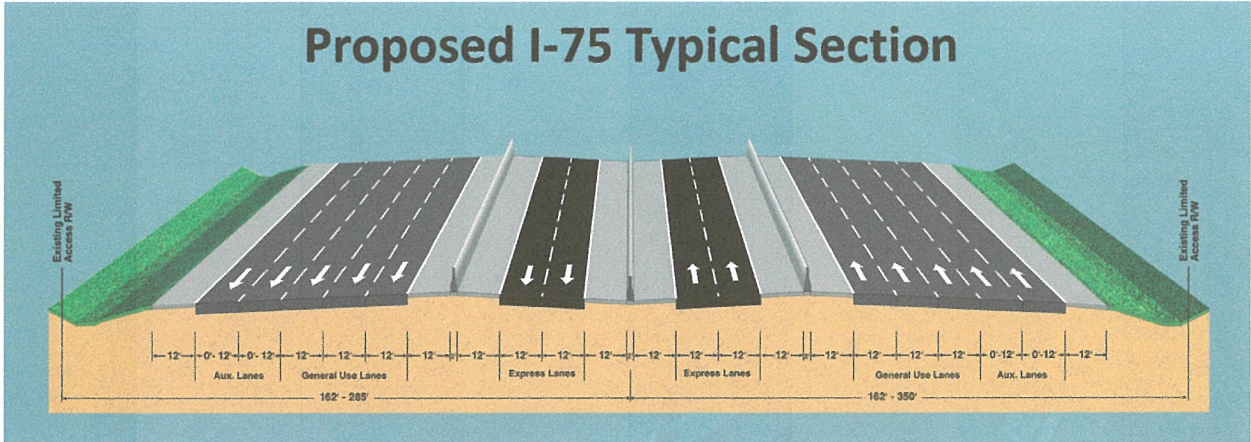 Proposed I-75 Typical Section
Existing Limited
Access R/W
Existing Limited
Access R/W
12' 0'- 12' 0'- 12' 12' 12' 12' 12' 12' 12' 12' 12' 12' 12' 12' 12' 12' 12' 12' 12' 0'-12' 0'-12' 12'
Aux. Lanes General Use Lanes Express Lanes Express Lanes General Use Lanes Aux. Lanes
162' - 285' 162' - 350'